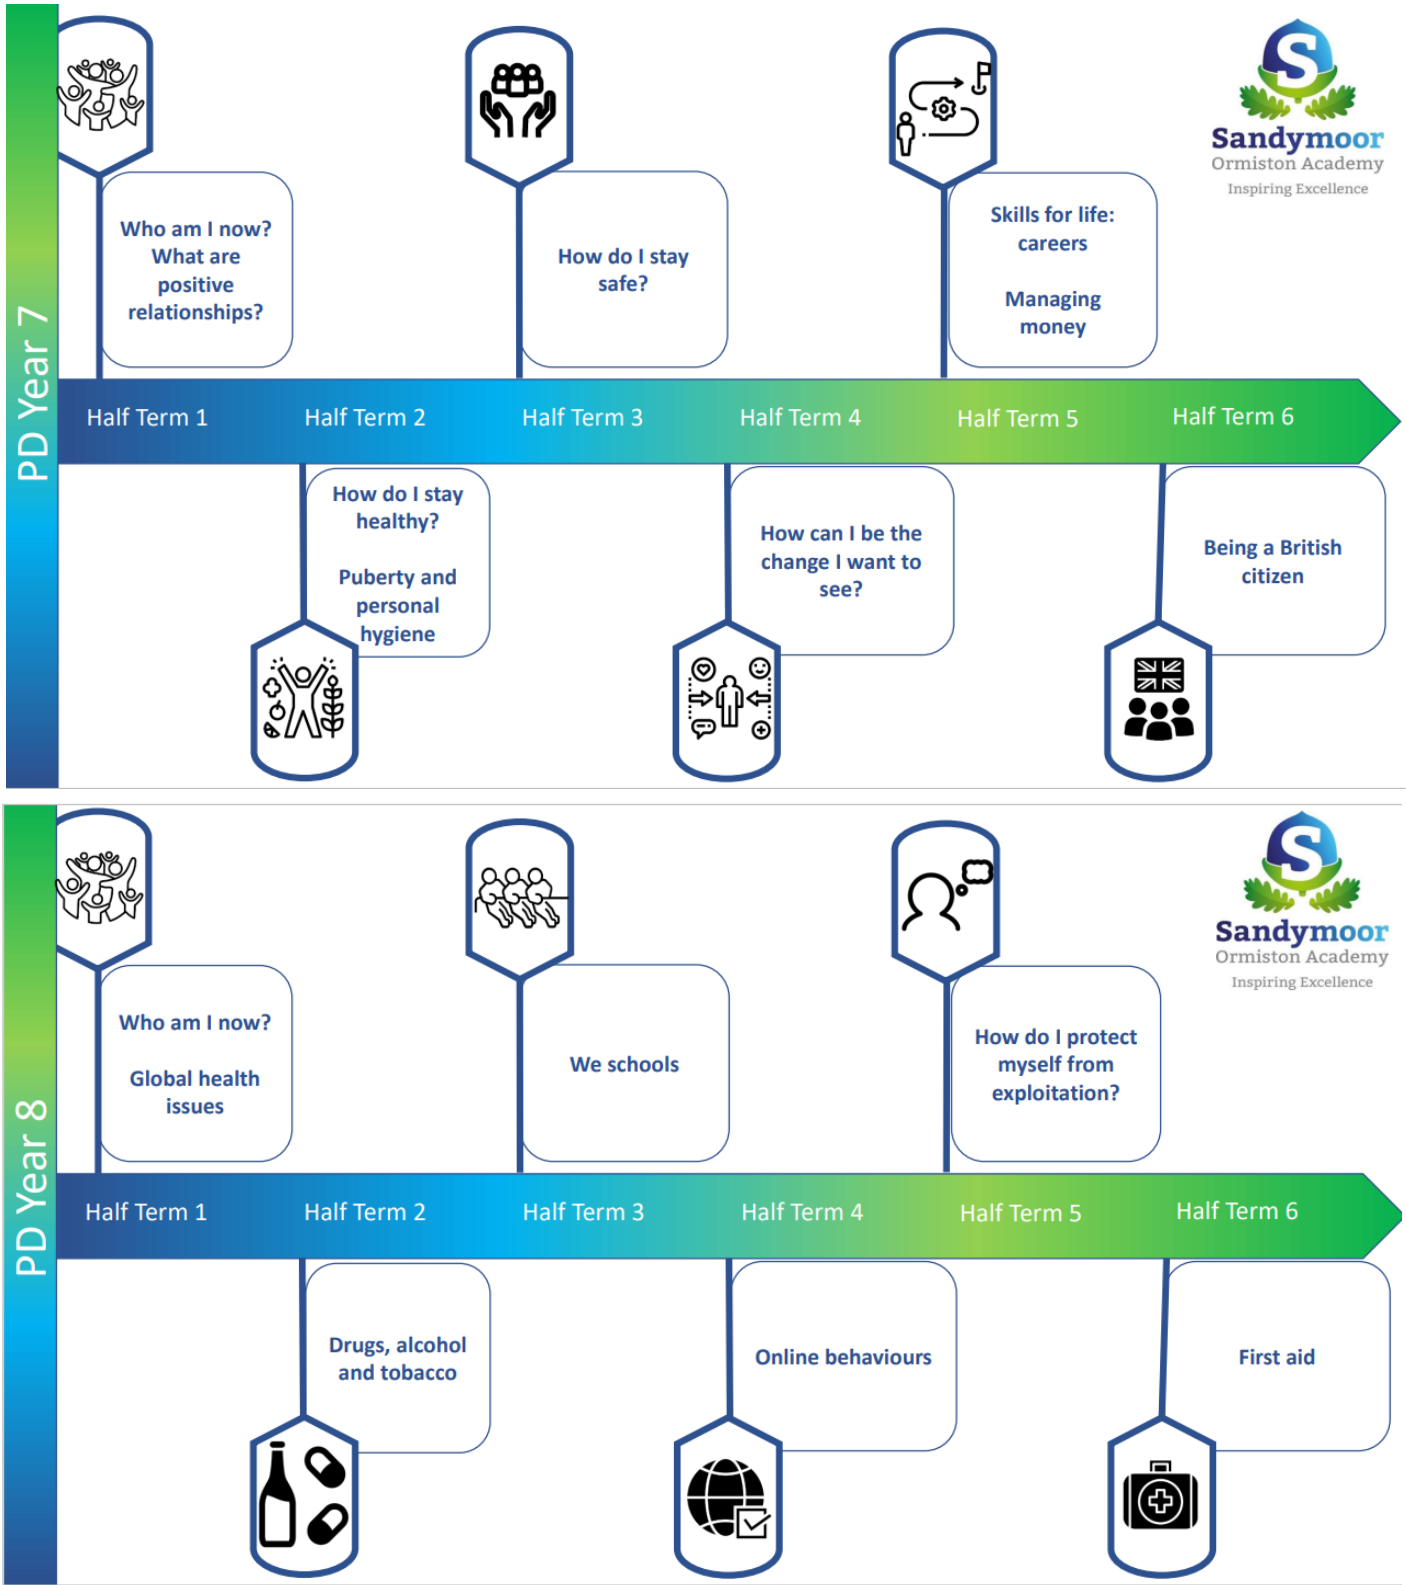 PD Year 7
Sandymoor
Ormiston Academy
Inspiring Excellence
Who am I now?
What are
positive
relationships?
How do I stay
safe?
Skills for life:
careers
Managing
money
Half Term 1
Half Term 2
Half Term 3
Half Term 4
Half Term 5
Half Term 6
How do I stay
healthy?
Puberty and
personal
hygiene
How can I be the
change I want to
see?
Being a British
citizen
PD Year 8
Sandymoor
Ormiston Academy
Inspiring Excellence
Who am I now?
Global health
issues
We schools
How do I protect
myself from
exploitation?
Half Term 1
Half Term 2
Half Term 3
Half Term 4
Half Term 5
Half Term 6
Drugs, alcohol
and tobacco
Online behaviours
First aid